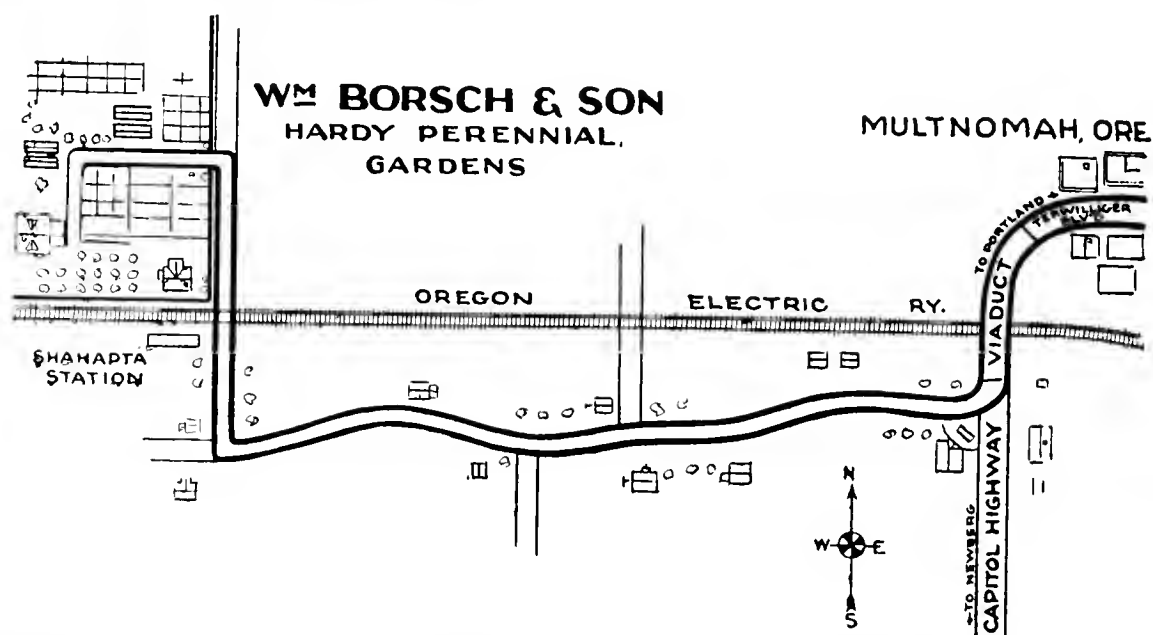 WM BORSCH & SON
HARDY PERENNIAL,
GARDENS
MULTNOMAH, ORE
TO PORTLAND +
TERWILLIGER
BLVD
VIADUCT
OREGON ELECTRIC RY.
SHAHAPTA
STATION
N
W E
S
TO NEWBERG
CAPITOL HIGHWAY